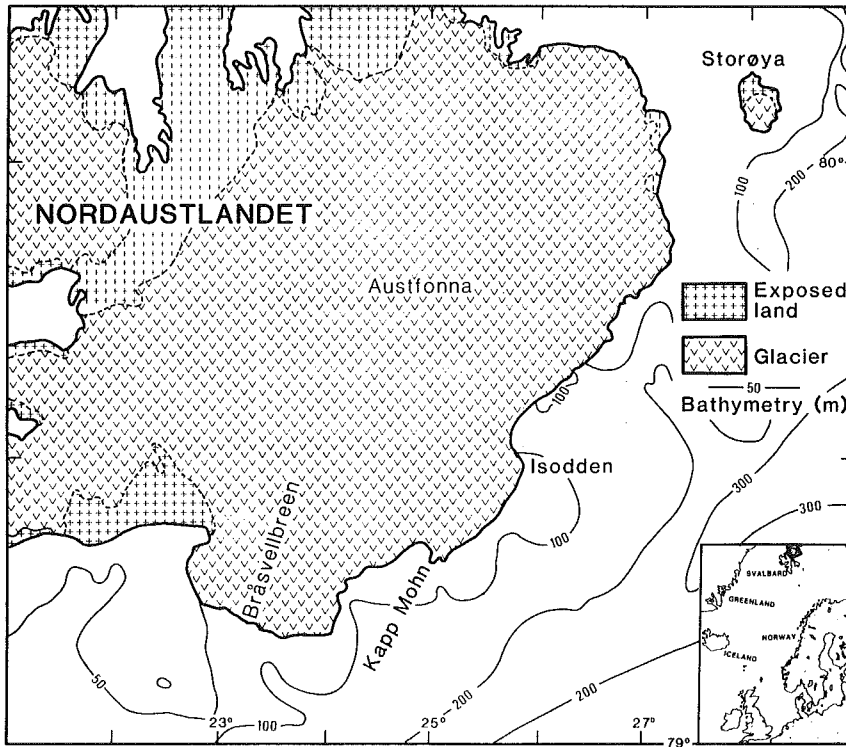 Storøya
80°
100
200
NORDAUSTLANDET
Austfonna
Exposed
land
Glacier
50
Bathymetry (m)
100
Isodden
300
300
100
Bråsvellbreen
Kapp Mohn
SVALBARD
GREENLAND
NORWAY
ICELAND
50
200
200
23°
100
25°
27°
79°